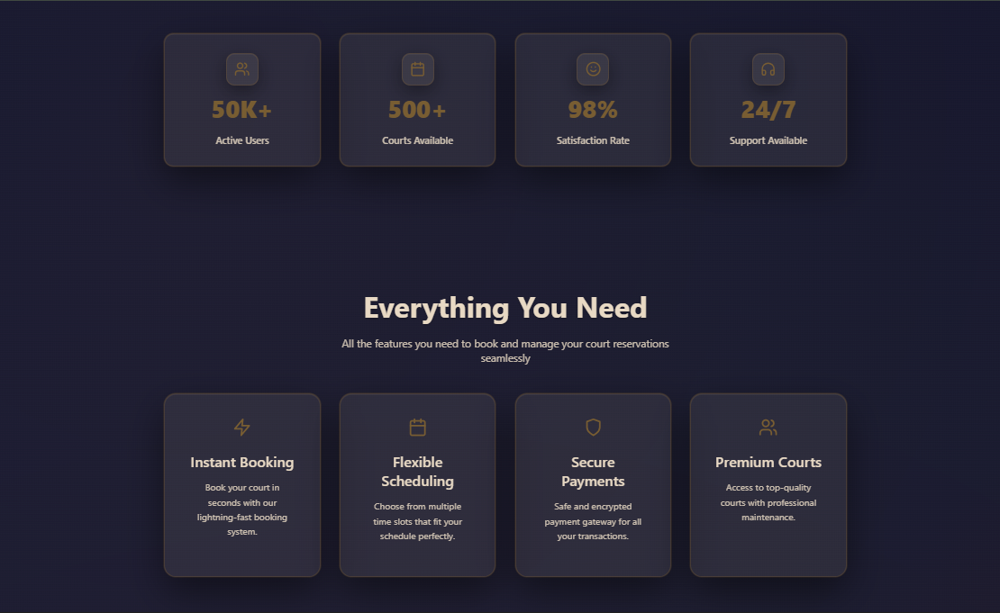 50K+
Active Users
500+
Courts Available
98%
Satisfaction Rate
24/7
Support Available
Everything You Need
All the features you need to book and manage your court reservations
seamlessly
Instant Booking
Book your court in
seconds with our
lightning-fast booking
system.
Flexible
Scheduling
Choose from multiple
time slots that fit your
schedule perfectly.
Secure
Payments
Safe and encrypted
payment gateway for all
your transactions.
Premium Courts
Access to top-quality
courts with professional
maintenance.